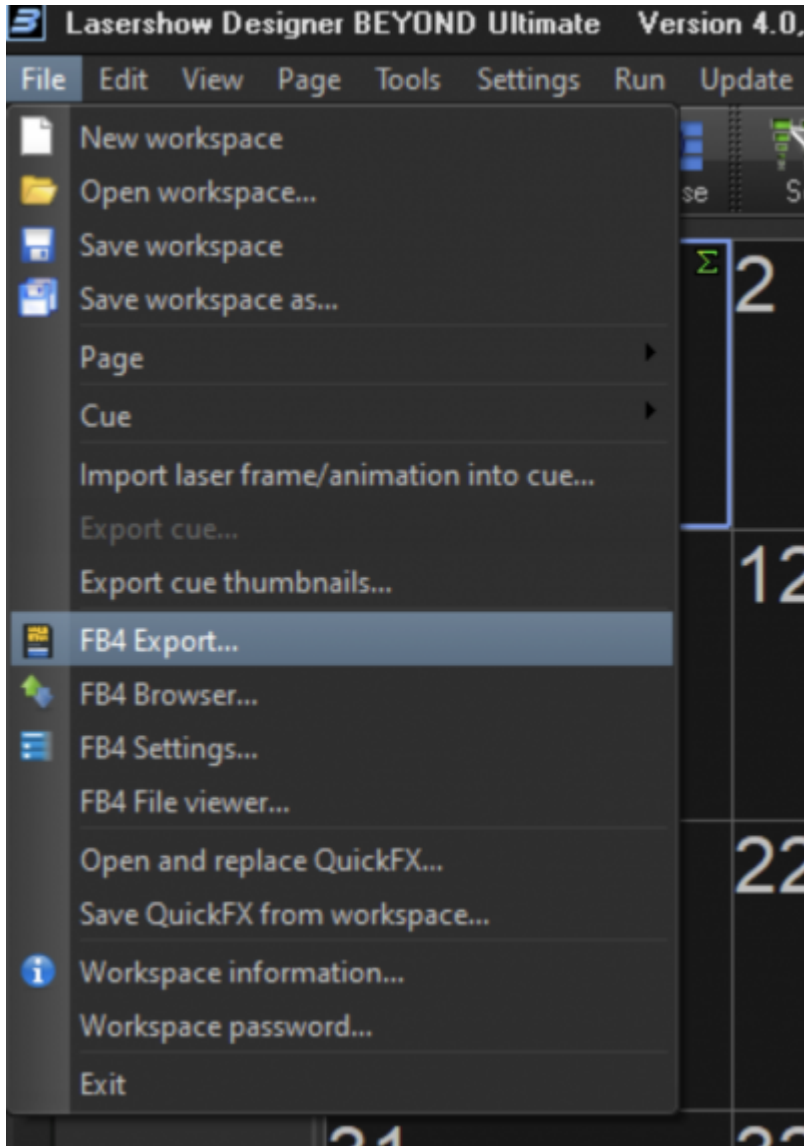 Lasershow Designer BEYOND Ultimate Version 4.0,
File Edit View Page Tools Settings Run Update
New workspace
Open workspace...
se
S
Save workspace
Σ
2
Save workspace as...
Page
Cue
Import laser frame/animation into cue...
Export cue...
Export cue thumbnails...
12
FB4 Export...
FB4 Browser...
FB4 Settings...
FB4 File viewer...
Open and replace QuickFX...
22
Save QuickFX from workspace...
Workspace information...
Workspace password...
Exit